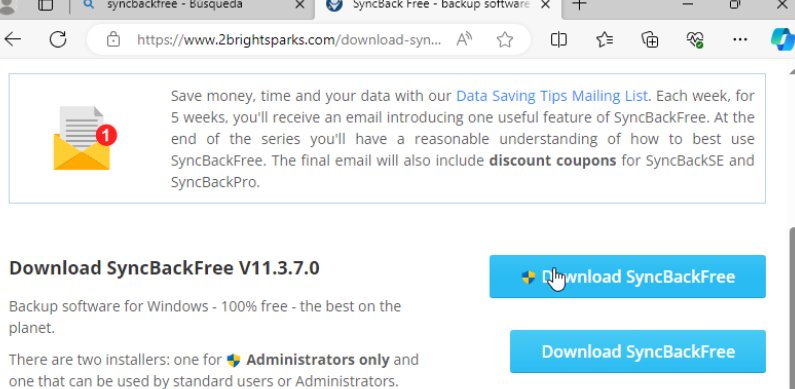 syncbackfree - Búsqueda
SyncBack Free - backup software
https://www.2brightsparks.com/download-syn...
Save money, time and your data with our Data Saving Tips Mailing List. Each week, for
5 weeks, you'll receive an email introducing one useful feature of SyncBackFree. At the
end of the series you'll have a reasonable understanding of how to best use
SyncBackFree. The final email will also include discount coupons for SyncBackSE and
SyncBackPro.
1
Download SyncBackFree V11.3.7.0
Download SyncBackFree
Backup software for Windows - 100% free - the best on the
planet.
Download SyncBackFree
There are two installers: one for Administrators only and
one that can be used by standard users or Administrators.